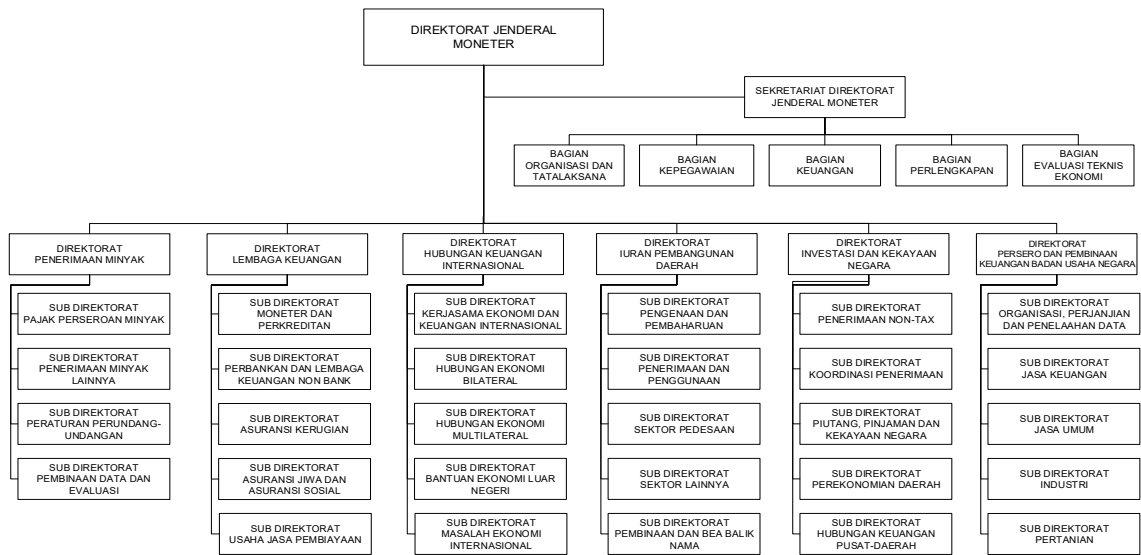 DIREKTORAT JENDERAL
MONETER
SEKRETARIAT DIREKTORAT
JENDERAL MONETER
BAGIAN
ORGANISASI DAN
TATALAKSANA
BAGIAN
KEPEGAWAIAN
BAGIAN
KEUANGAN
BAGIAN
PERLENGKAPAN
BAGIAN
EVALUASI TEKNIS
EKONOMI
DIREKTORAT
PENERIMAAN MINYAK
SUB DIREKTORAT
PAJAK PERSEROAN MINYAK
SUB DIREKTORAT
PENERIMAAN MINYAK
LAINNYA
SUB DIREKTORAT
PERATURAN PERUNDANG-
UNDANGAN
SUB DIREKTORAT
PEMBINAAN DATA DAN
EVALUASI
DIREKTORAT
LEMBAGA KEUANGAN
SUB DIREKTORAT
MONETER DAN
PERKREDITAN
SUB DIREKTORAT
PERBANKAN DAN LEMBAGA
KEUANGAN NON BANK
SUB DIREKTORAT
ASURANSI KERUGIAN
SUB DIREKTORAT
ASURANSI JIWA DAN
ASURANSI SOSIAL
SUB DIREKTORAT
USAHA JASA PEMBIAYAAN
DIREKTORAT
HUBUNGAN KEUANGAN
INTERNASIONAL
SUB DIREKTORAT
KERJASAMA EKONOMI DAN
KEUANGAN INTERNASIONAL
SUB DIREKTORAT
HUBUNGAN EKONOMI
BILATERAL
SUB DIREKTORAT
HUBUNGAN EKONOMI
MULTILATERAL
SUB DIREKTORAT
BANTUAN EKONOMI LUAR
NEGERI
SUB DIREKTORAT
MASALAH EKONOMI
INTERNASIONAL
DIREKTORAT
IURAN PEMBANGUNAN
DAERAH
SUB DIREKTORAT
PENGENAAN DAN
PEMBAHARUAN
SUB DIREKTORAT
PENERIMAAN DAN
PENGGUNAAN
SUB DIREKTORAT
SEKTOR PEDESAAN
SUB DIREKTORAT
SEKTOR LAINNYA
SUB DIREKTORAT
PEMBINAAN DAN BEA BALIK
NAMA
DIREKTORAT
INVESTASI DAN KEKAYAAN
NEGARA
SUB DIREKTORAT
PENERIMAAN NON-TAX
SUB DIREKTORAT
KOORDINASI PENERIMAAN
SUB DIREKTORAT
PIUTANG, PINJAMAN DAN
KEKAYAAN NEGARA
SUB DIREKTORAT
PEREKONOMIAN DAERAH
SUB DIREKTORAT
HUBUNGAN KEUANGAN
PUSAT-DAERAH
DIREKTORAT
PERSERO DAN PEMBINAAN
KEUANGAN BADAN USAHA NEGARA
SUB DIREKTORAT
ORGANISASI, PERJANJIAN
DAN PENELAAHAN DATA
SUB DIREKTORAT
JASA KEUANGAN
SUB DIREKTORAT
JASA UMUM
SUB DIREKTORAT
INDUSTRI
SUB DIREKTORAT
PERTANIAN